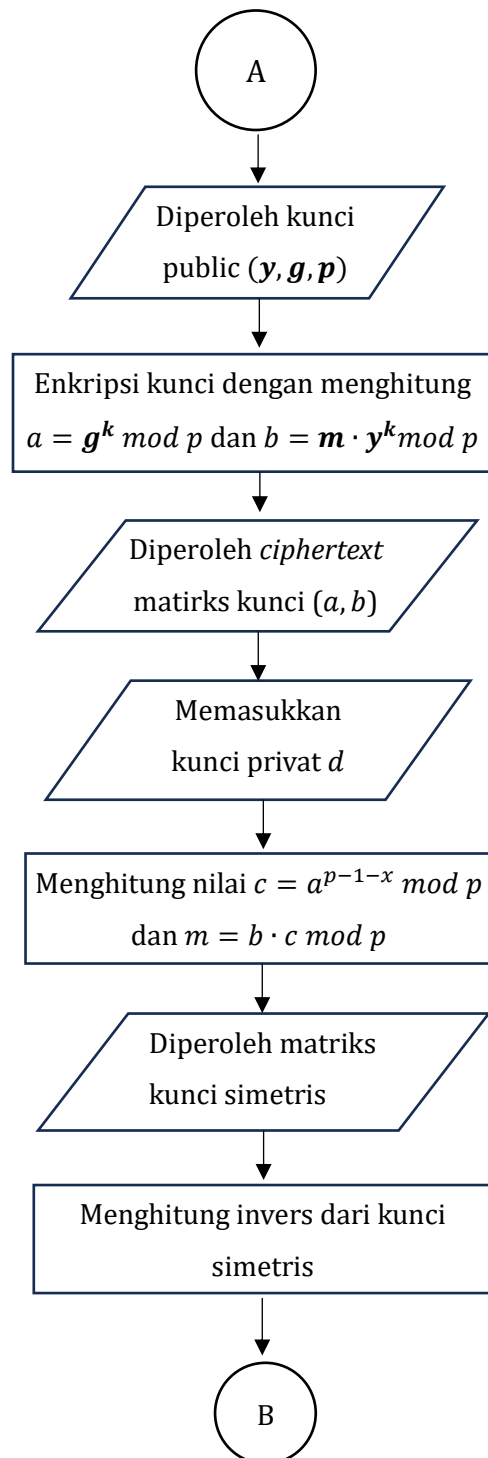 A
Diperoleh kunci
public (y, g, p)
Enkripsi kunci dengan menghitung
a = g^k mod p dan b = m · y^k mod p
Diperoleh ciphertext
matirks kunci (a, b)
Memasukkan
kunci privat d
Menghitung nilai c = a^{p−1−x} mod p
dan m = b · c mod p
Diperoleh matriks
kunci simetris
Menghitung invers dari kunci
simetris
B